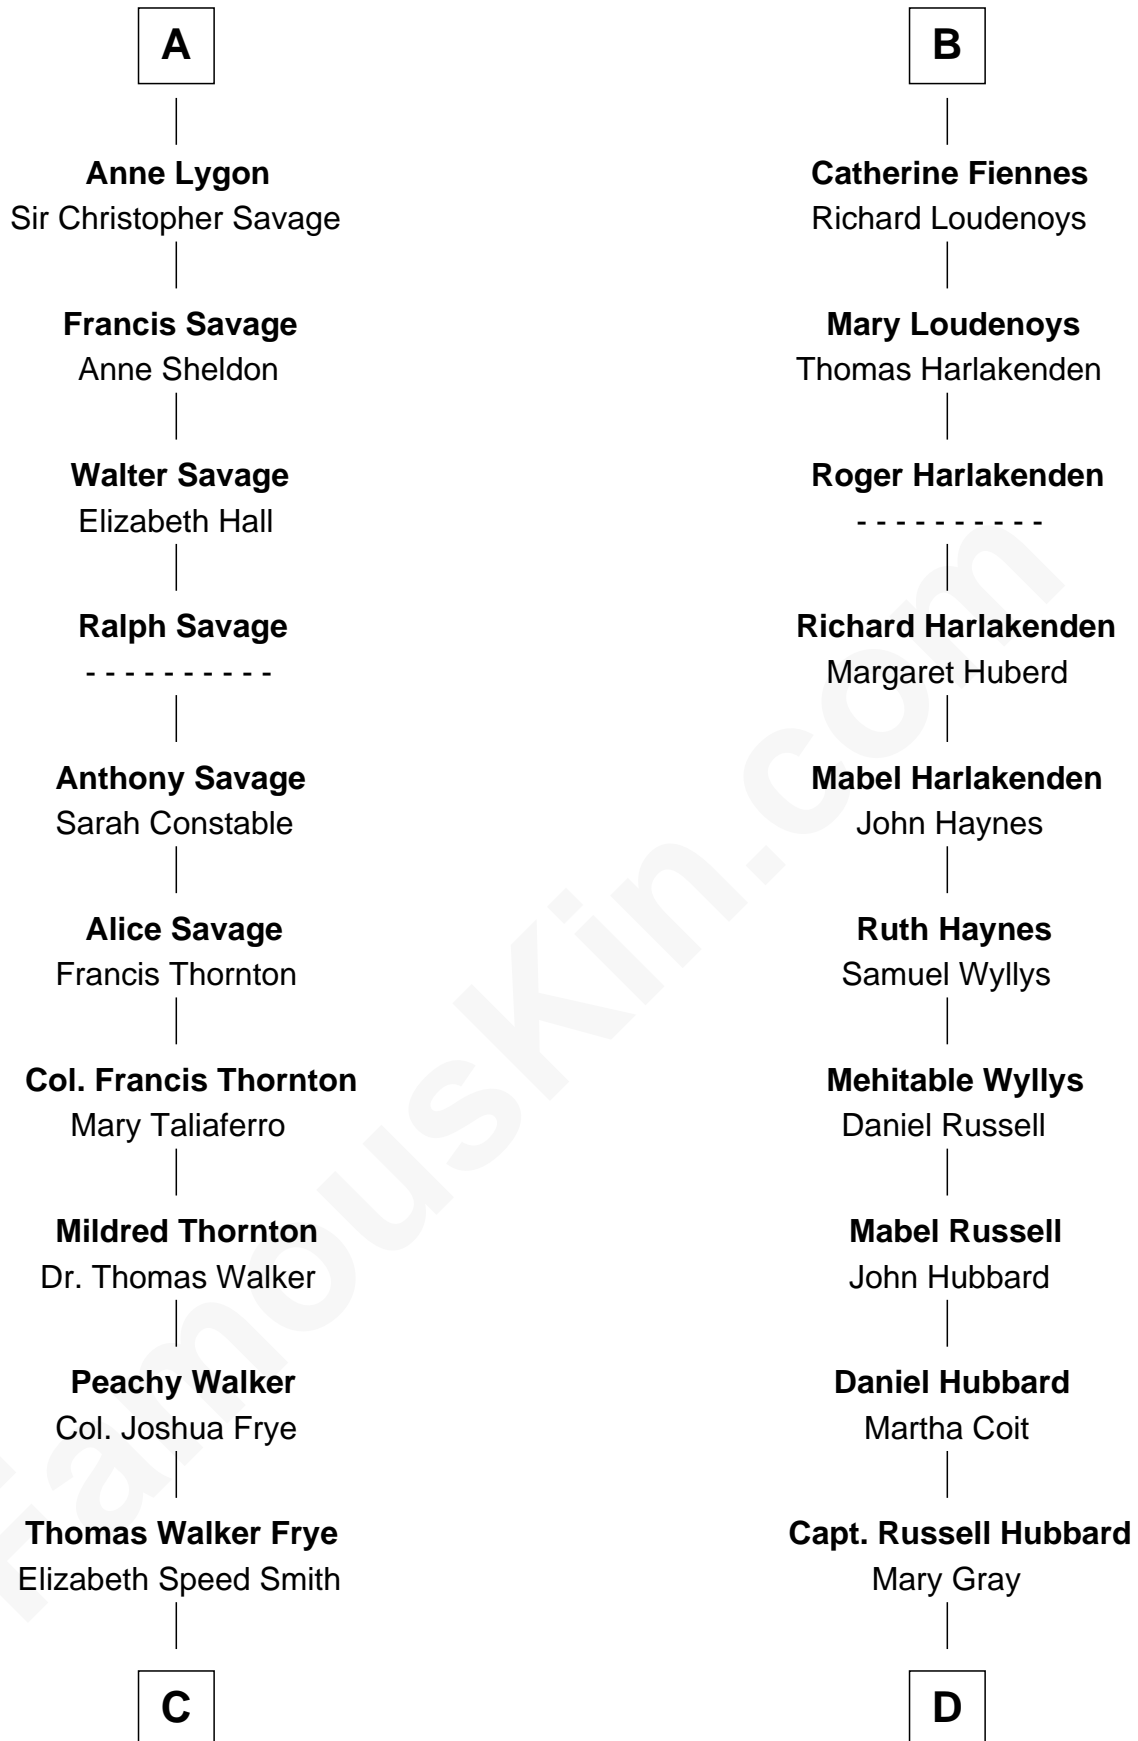 A
Anne Lygon
Sir Christopher Savage
Francis Savage
Anne Sheldon
Walter Savage
Elizabeth Hall
Ralph Savage
- - - - - - - - - -
Anthony Savage
Sarah Constable
Alice Savage
Francis Thornton
Col. Francis Thornton
Mary Taliaferro
Mildred Thornton
Dr. Thomas Walker
Peachy Walker
Col. Joshua Frye
Thomas Walker Frye
Elizabeth Speed Smith
C
B
Catherine Fiennes
Richard Loudenoys
Mary Loudenoys
Thomas Harlakenden
Roger Harlakenden
- - - - - - - - - -
Richard Harlakenden
Margaret Huberd
Mabel Harlakenden
John Haynes
Ruth Haynes
Samuel Wyllys
Mehitable Wyllys
Daniel Russell
Mabel Russell
John Hubbard
Daniel Hubbard
Martha Coit
Capt. Russell Hubbard
Mary Gray
D
FamousKin.com